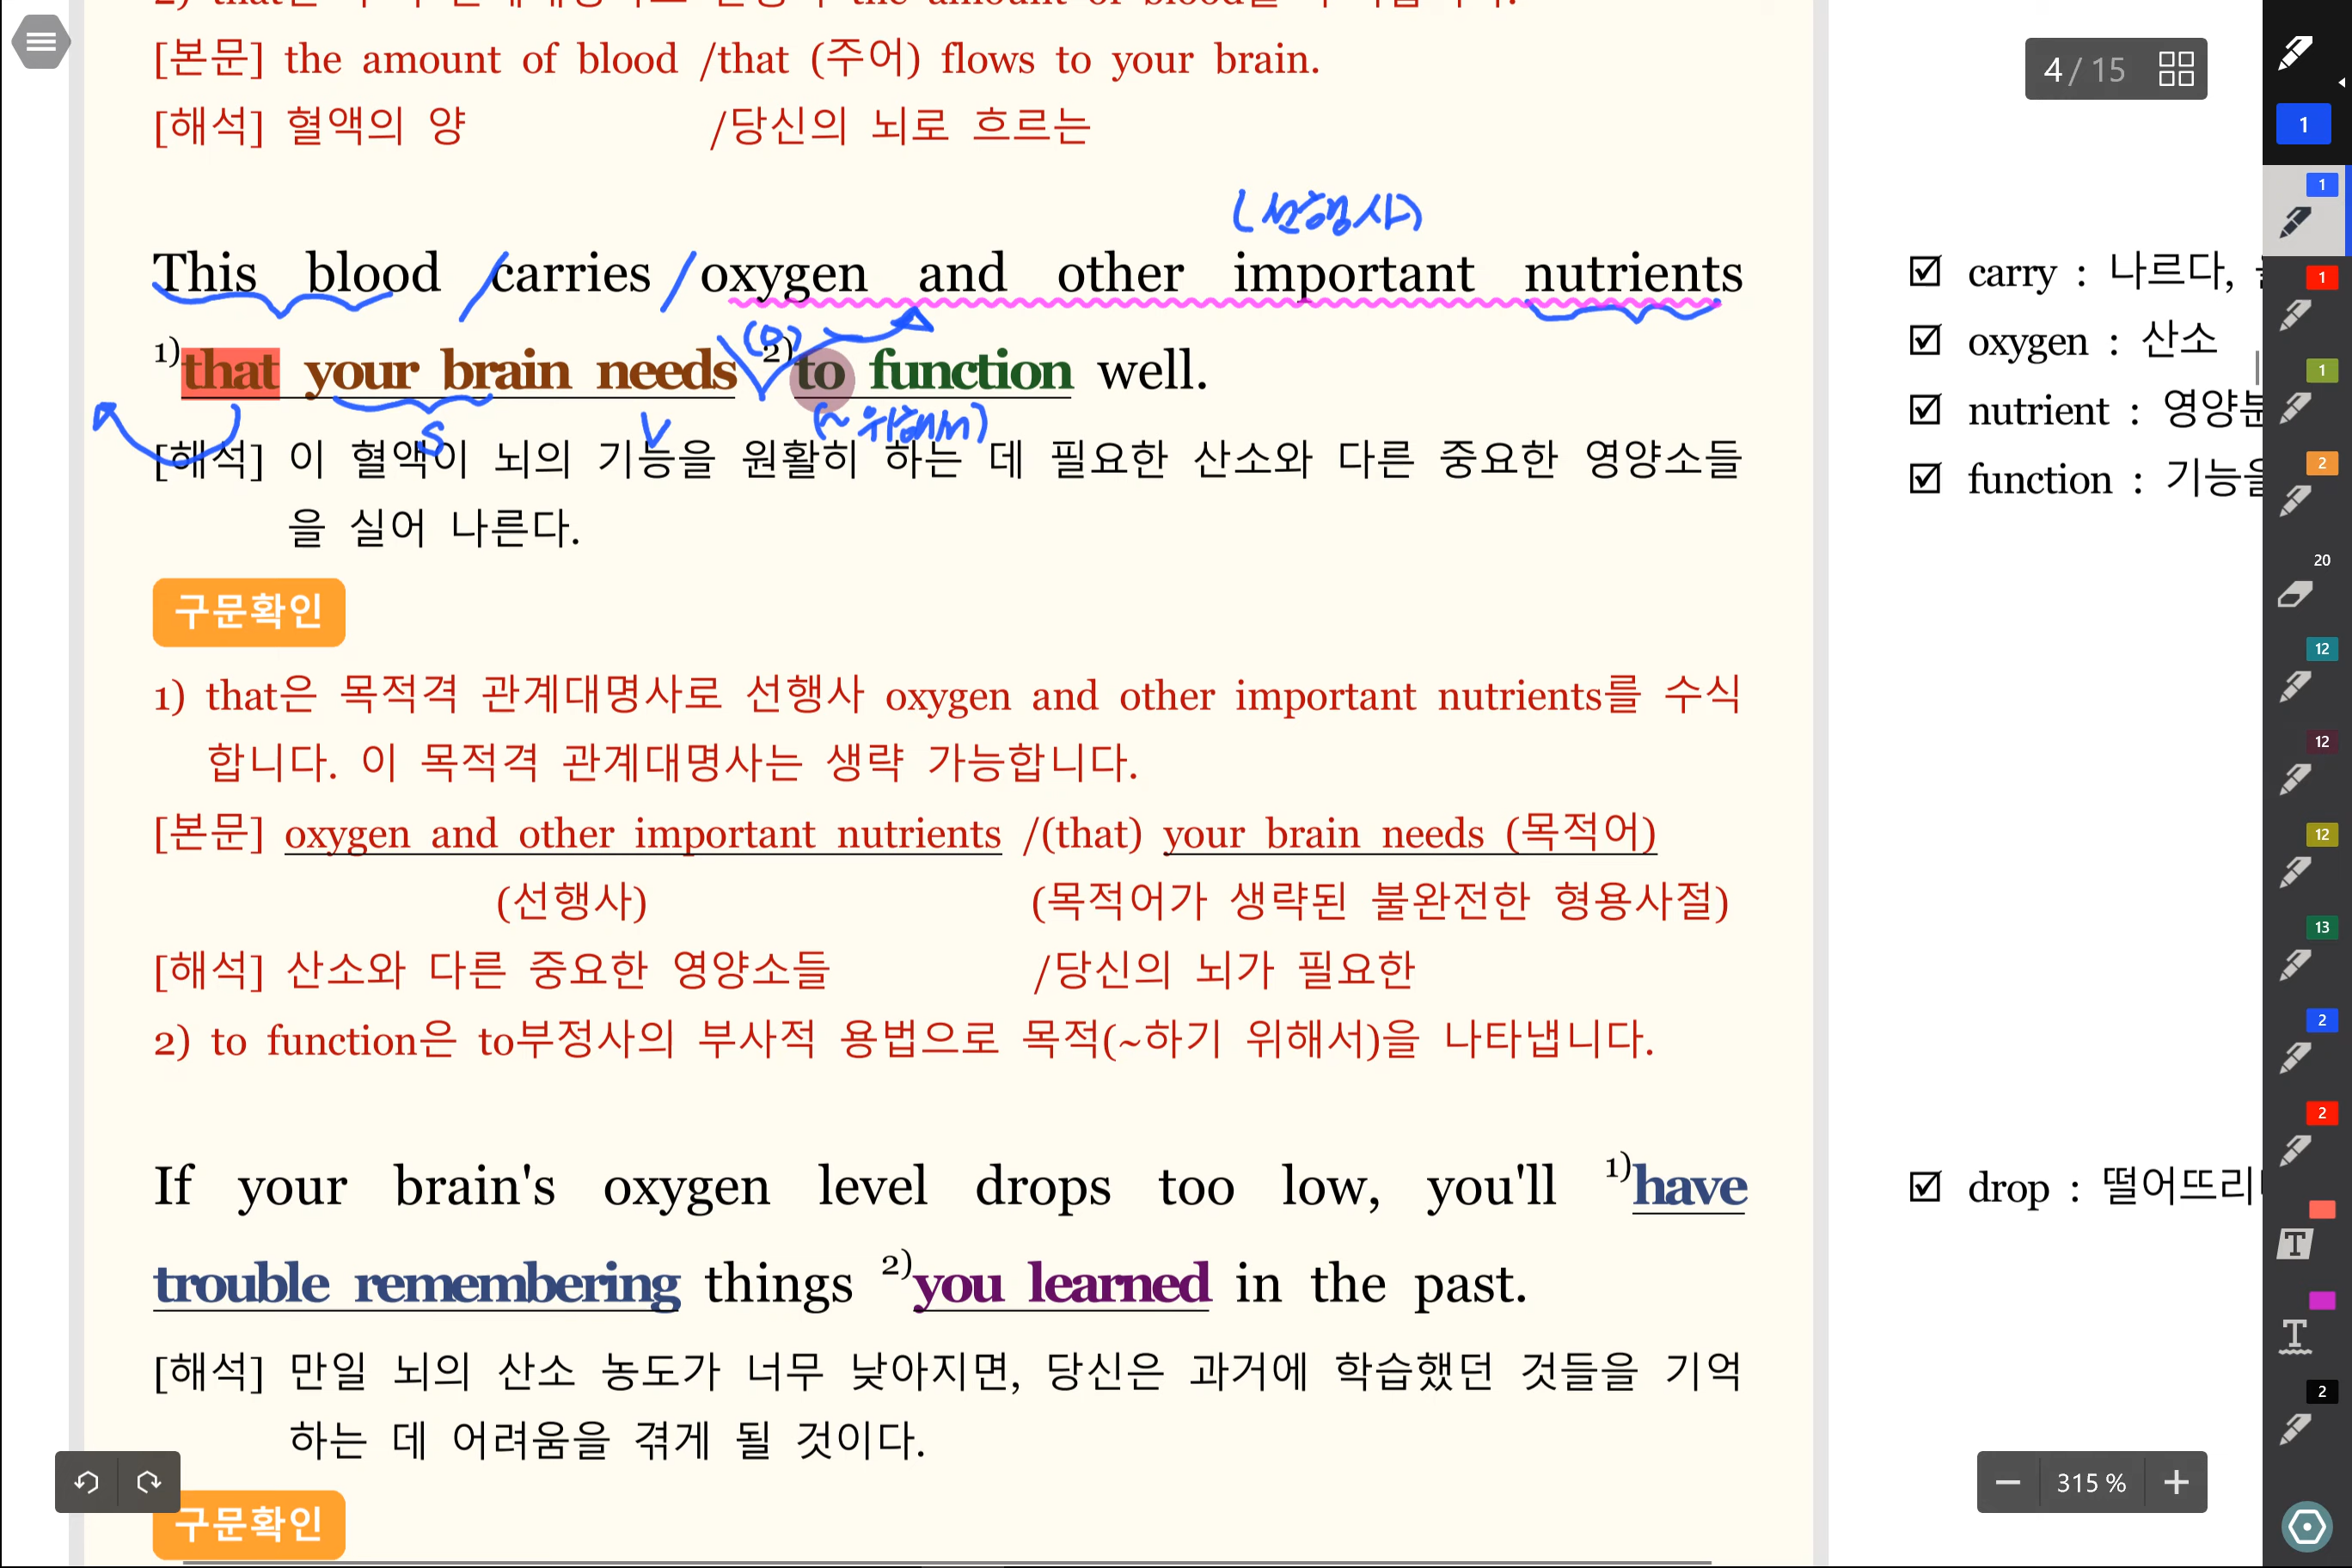 [본문] the amount of blood /that (주어) flows to your brain.
[해석] 혈액의 양 /당신의 뇌로 흐르는
4 / 15
(선행사)
This blood carries oxygen and other important nutrients
1)that your brain needs 2)to function well.
(O)
S V (~위해서)
[해석] 이 혈액이 뇌의 기능을 원활히 하는 데 필요한 산소와 다른 중요한 영양소들
을 실어 나른다.
carry : 나르다,
oxygen : 산소
nutrient : 영양분
function : 기능을
구문확인
1) that은 목적격 관계대명사로 선행사 oxygen and other important nutrients를 수식
합니다. 이 목적격 관계대명사는 생략 가능합니다.
[본문] oxygen and other important nutrients /(that) your brain needs (목적어)
(선행사) (목적어가 생략된 불완전한 형용사절)
[해석] 산소와 다른 중요한 영양소들 /당신의 뇌가 필요한
2) to function은 to부정사의 부사적 용법으로 목적(~하기 위해서)을 나타냅니다.
If your brain's oxygen level drops too low, you'll 1)have
trouble remembering things 2)you learned in the past.
drop : 떨어뜨리
[해석] 만일 뇌의 산소 농도가 너무 낮아지면, 당신은 과거에 학습했던 것들을 기억
하는 데 어려움을 겪게 될 것이다.
구문확인
315 %
1
1
1
1
2
20
12
12
12
13
2
2
T
T
2